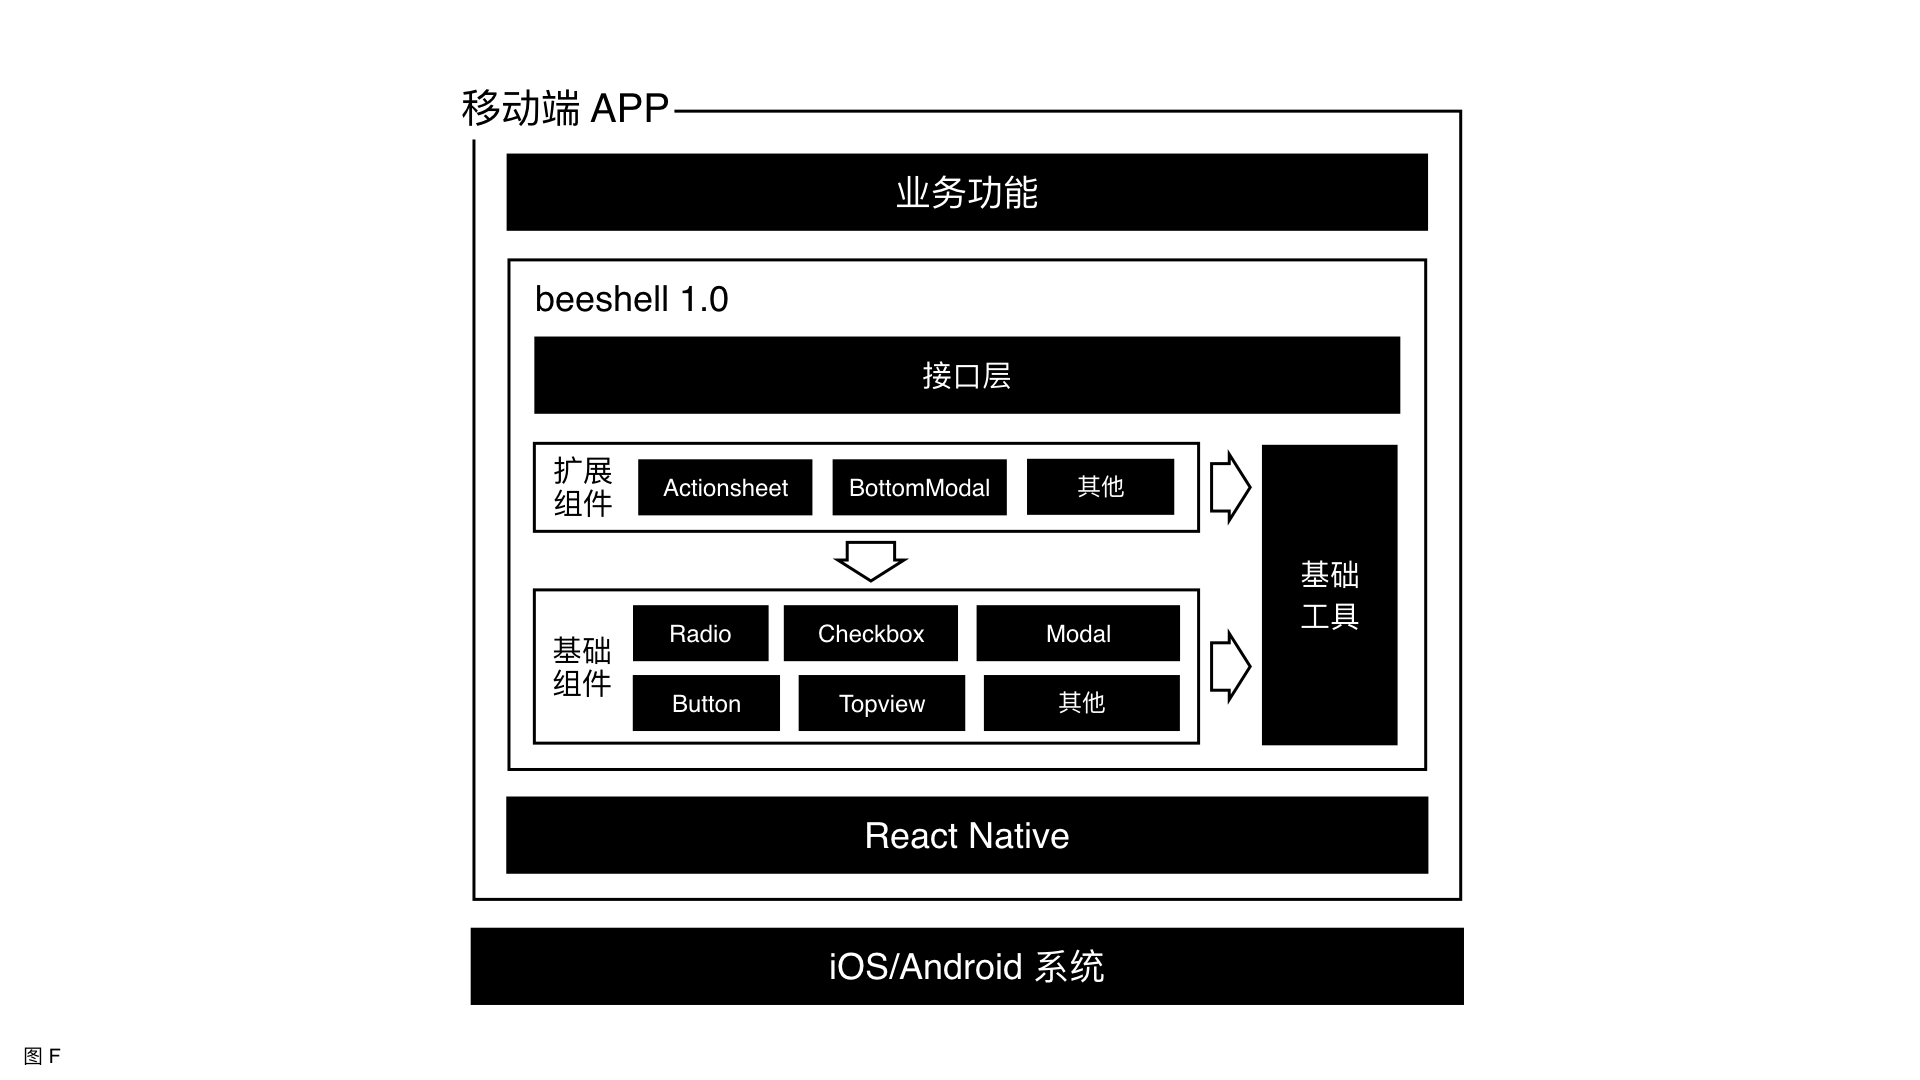 移动端 APP
业务功能
beeshell 1.0
接口层
扩展
组件
Actionsheet
BottomModal
其他
基础
组件
Radio
Checkbox
Modal
Button
Topview
其他
基础
工具
React Native
iOS/Android 系统
图 F